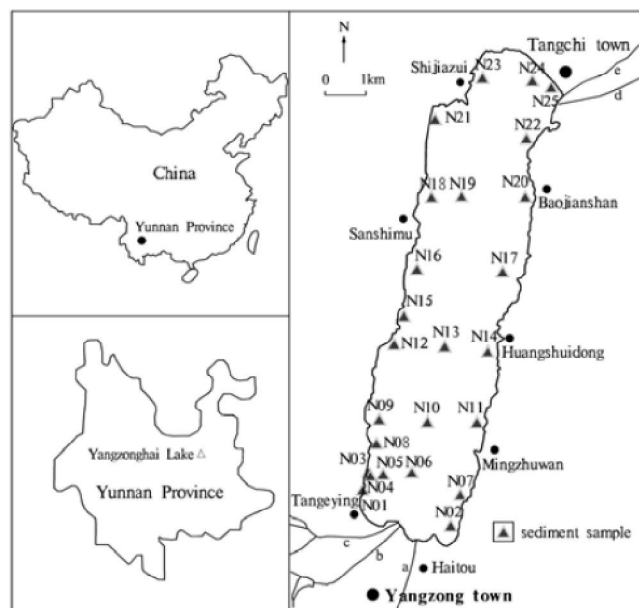 China
Yunnan Province
Yangzonghai Lake
Yunnan Province
N
0 1km
Shijiazui
Tangchi town
N23
N24
N25
e
d
N21
N22
N18
N19
N20
Baojianshan
Sanshimu
N16
N17
N15
N12
N13
N14
Huangshuidong
N09
N10
N11
N08
N03
N05
N06
Mingzhuwan
N04
N07
N01
Tangeying
N02
sediment sample
c
b
a
Haitou
Yangzong town